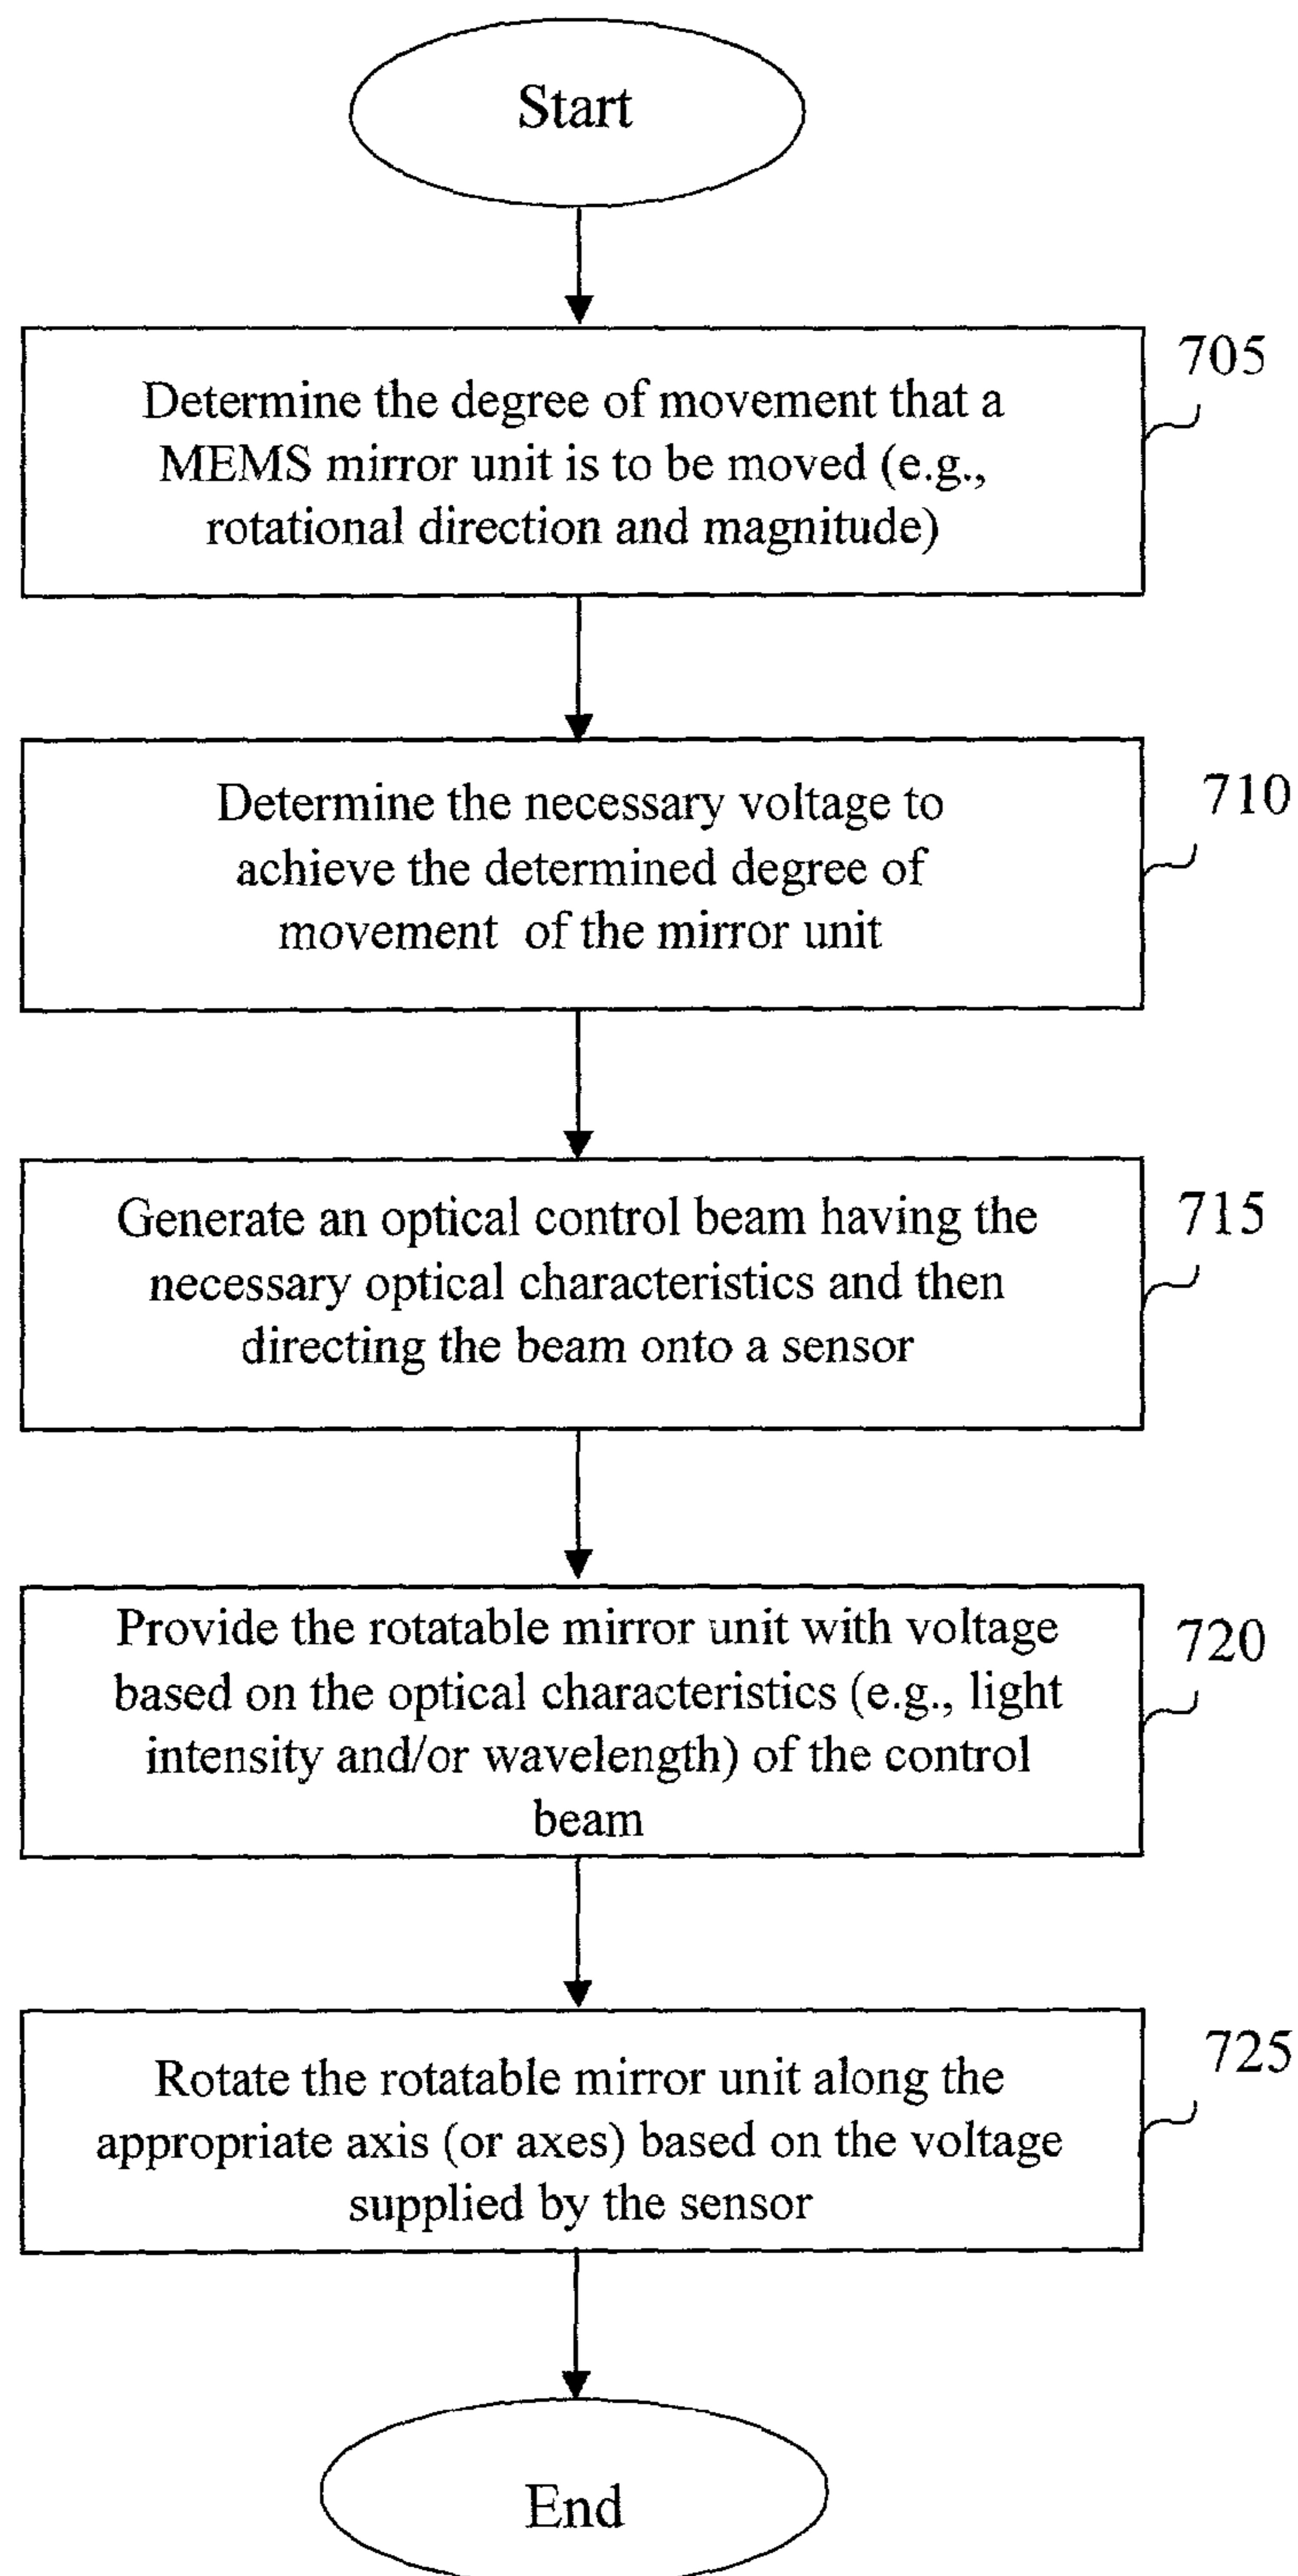 Start
705
Determine the degree of movement that a
MEMS mirror unit is to be moved (e.g.,
rotational direction and magnitude)
710
Determine the necessary voltage to
achieve the determined degree of
movement of the mirror unit
715
Generate an optical control beam having the
necessary optical characteristics and then
directing the beam onto a sensor
720
Provide the rotatable mirror unit with voltage
based on the optical characteristics (e.g., light
intensity and/or wavelength) of the control
beam
725
Rotate the rotatable mirror unit along the
appropriate axis (or axes) based on the voltage
supplied by the sensor
End